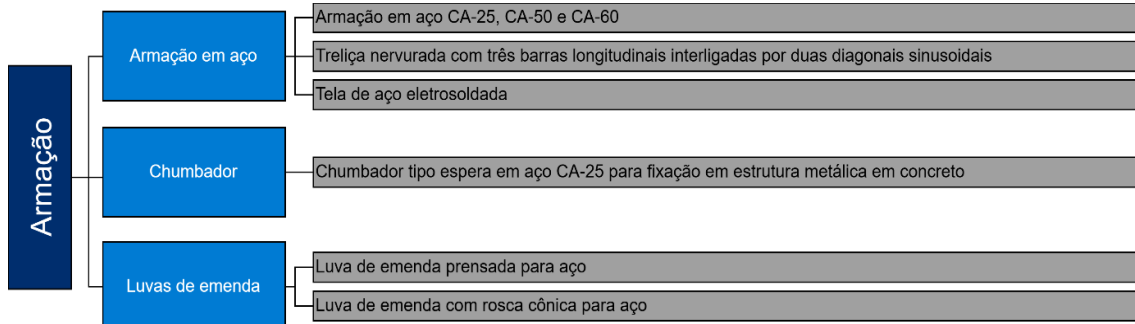 Armação
Armação em aço
Armação em aço CA-25, CA-50 e CA-60
Treliça nervurada com três barras longitudinais interligadas por duas diagonais sinusoidais
Tela de aço eletrosoldada
Chumbador
Chumbador tipo espera em aço CA-25 para fixação em estrutura metálica em concreto
Luvas de emenda
Luva de emenda prensada para aço
Luva de emenda com rosca cônica para aço